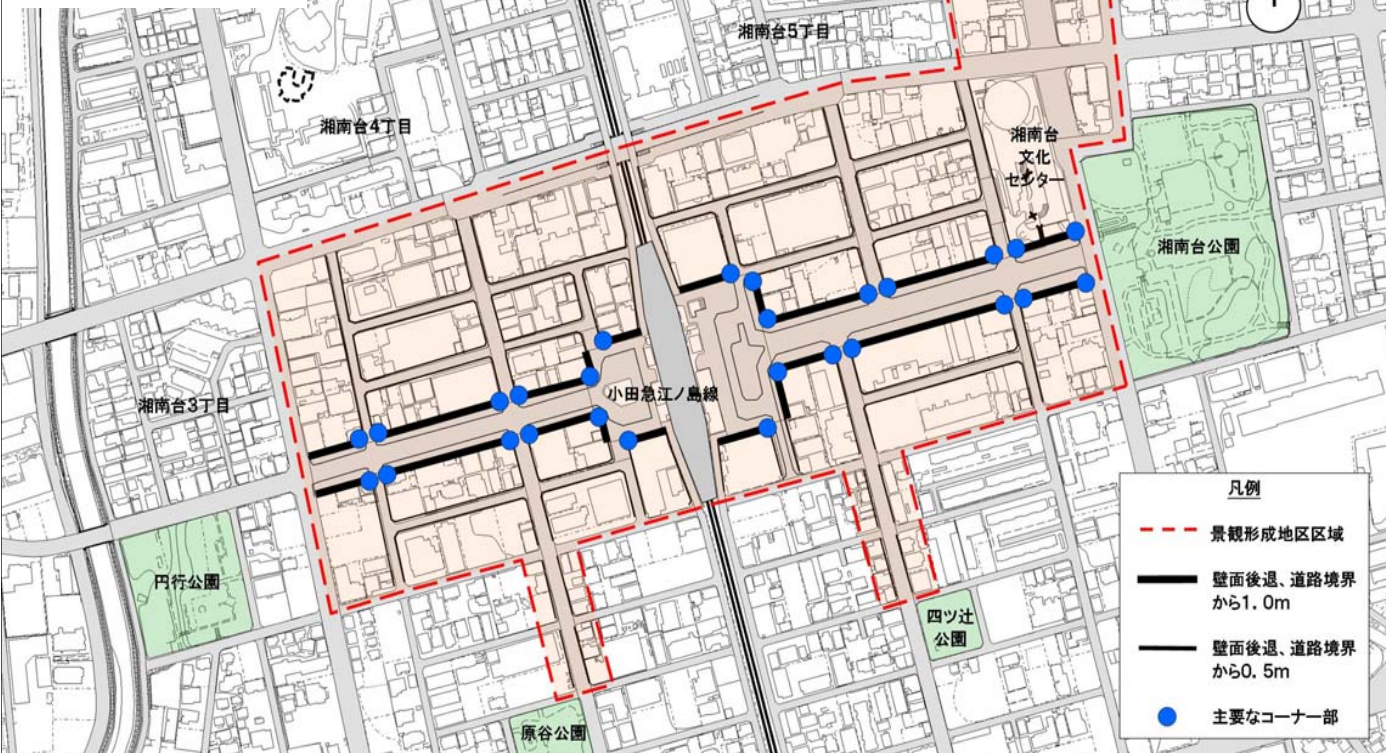 湘南台5丁目
湘南台4丁目
湘南台
文化
センター
湘南台公園
小田急江ノ島線
湘南台3丁目
円行公園
四ツ辻
公園
原谷公園
凡例
景観形成地区区域
壁面後退、道路境界
から1.0m
壁面後退、道路境界
から0.5m
主要なコーナー部